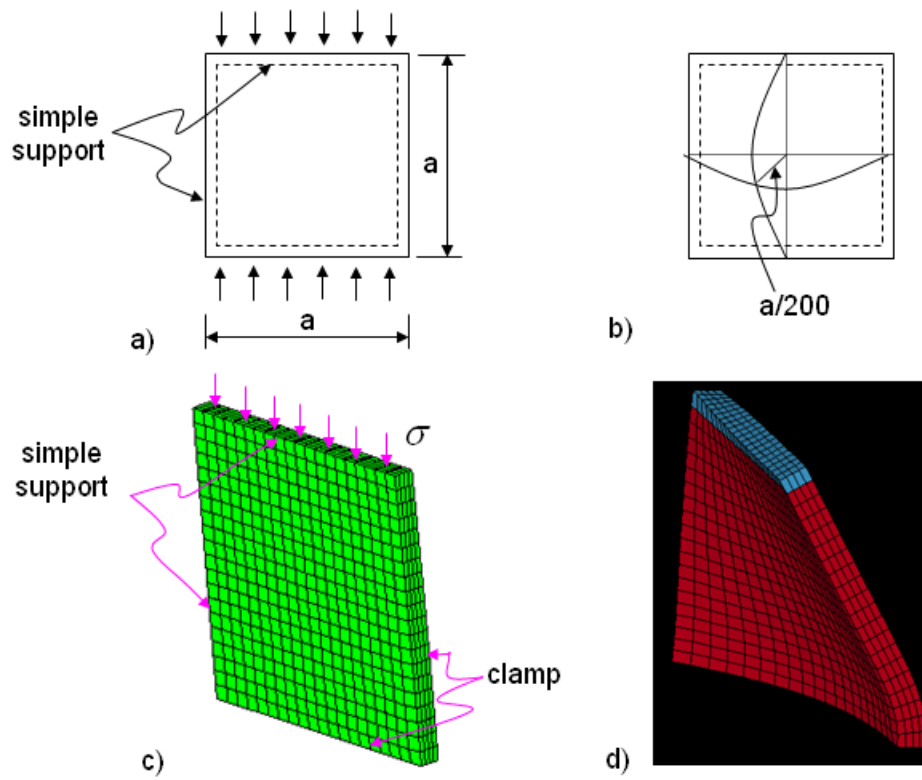 simple
support
a
a
a)
a/200
b)
simple
support
σ
clamp
c)
d)